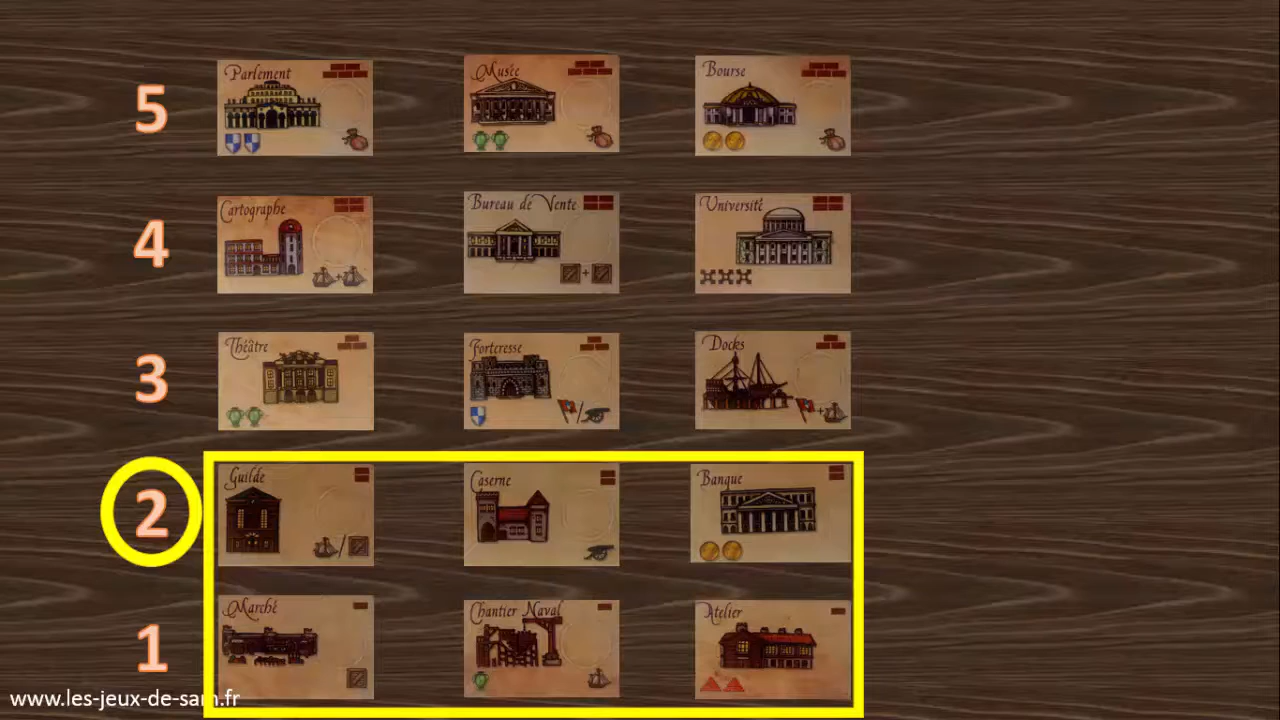 5
Parlement
Musée
Bourse
4
Cartographe
Bureau de Vente
Université
3
Théâtre
Forteresse
Docks
2
Guilde
Caserne
Banque
1
Marché
Chantier Naval
Atelier
www.les-jeux-de-sam.fr